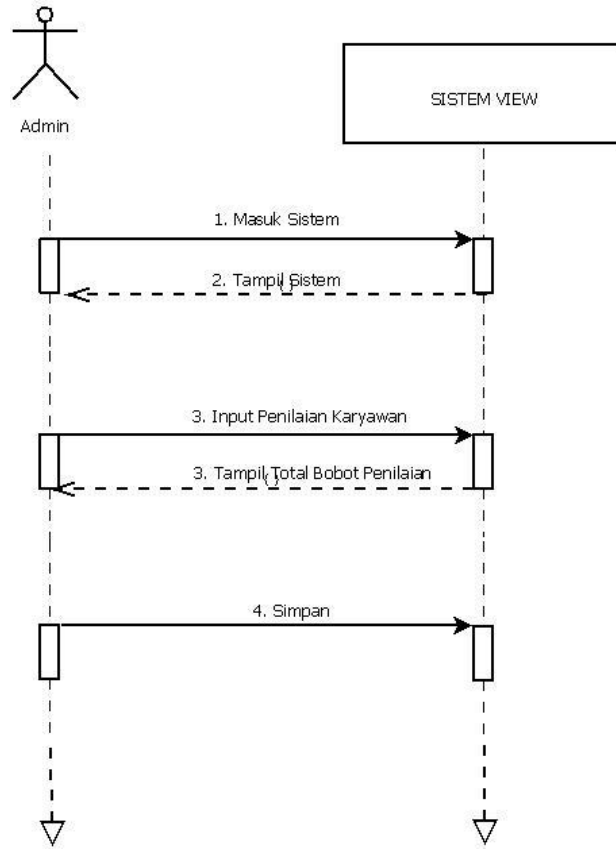 Admin
SISTEM VIEW
1. Masuk Sistem
2. Tampil Sistem
()
3. Input Penilaian Karyawan
3. Tampil Total Bobot Penilaian
()
4. Simpan